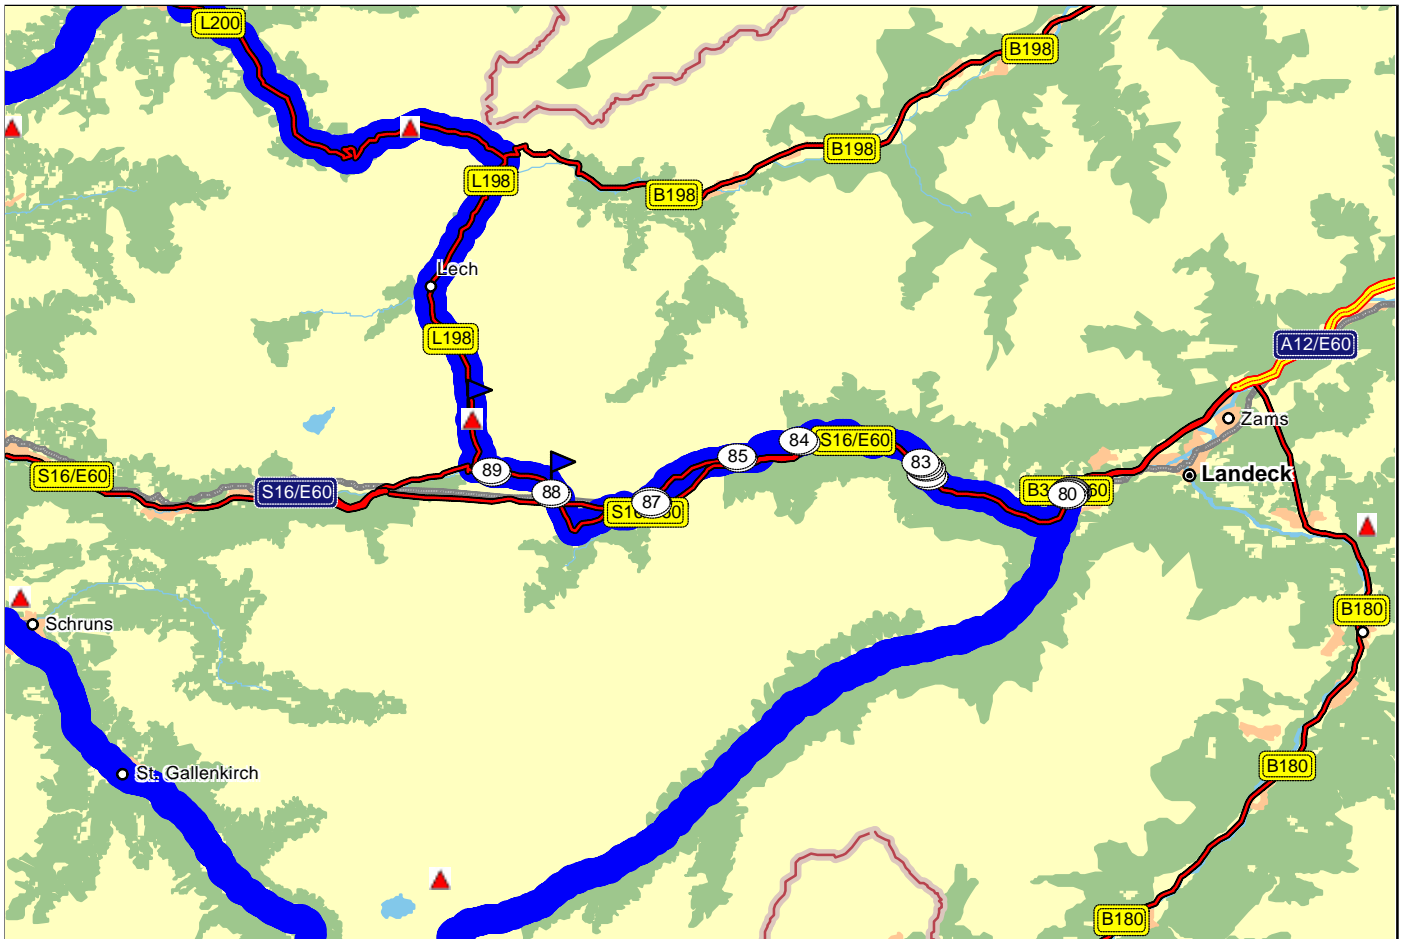 L200
B198
B198
L198
B198
Lech
L198
A12/E60
Zams
84
S16/E60
85
83
89
S16/E60
S16/E60
Landeck
88
87
80
B180
Schruns
St. Gallenkirch
B180
B180